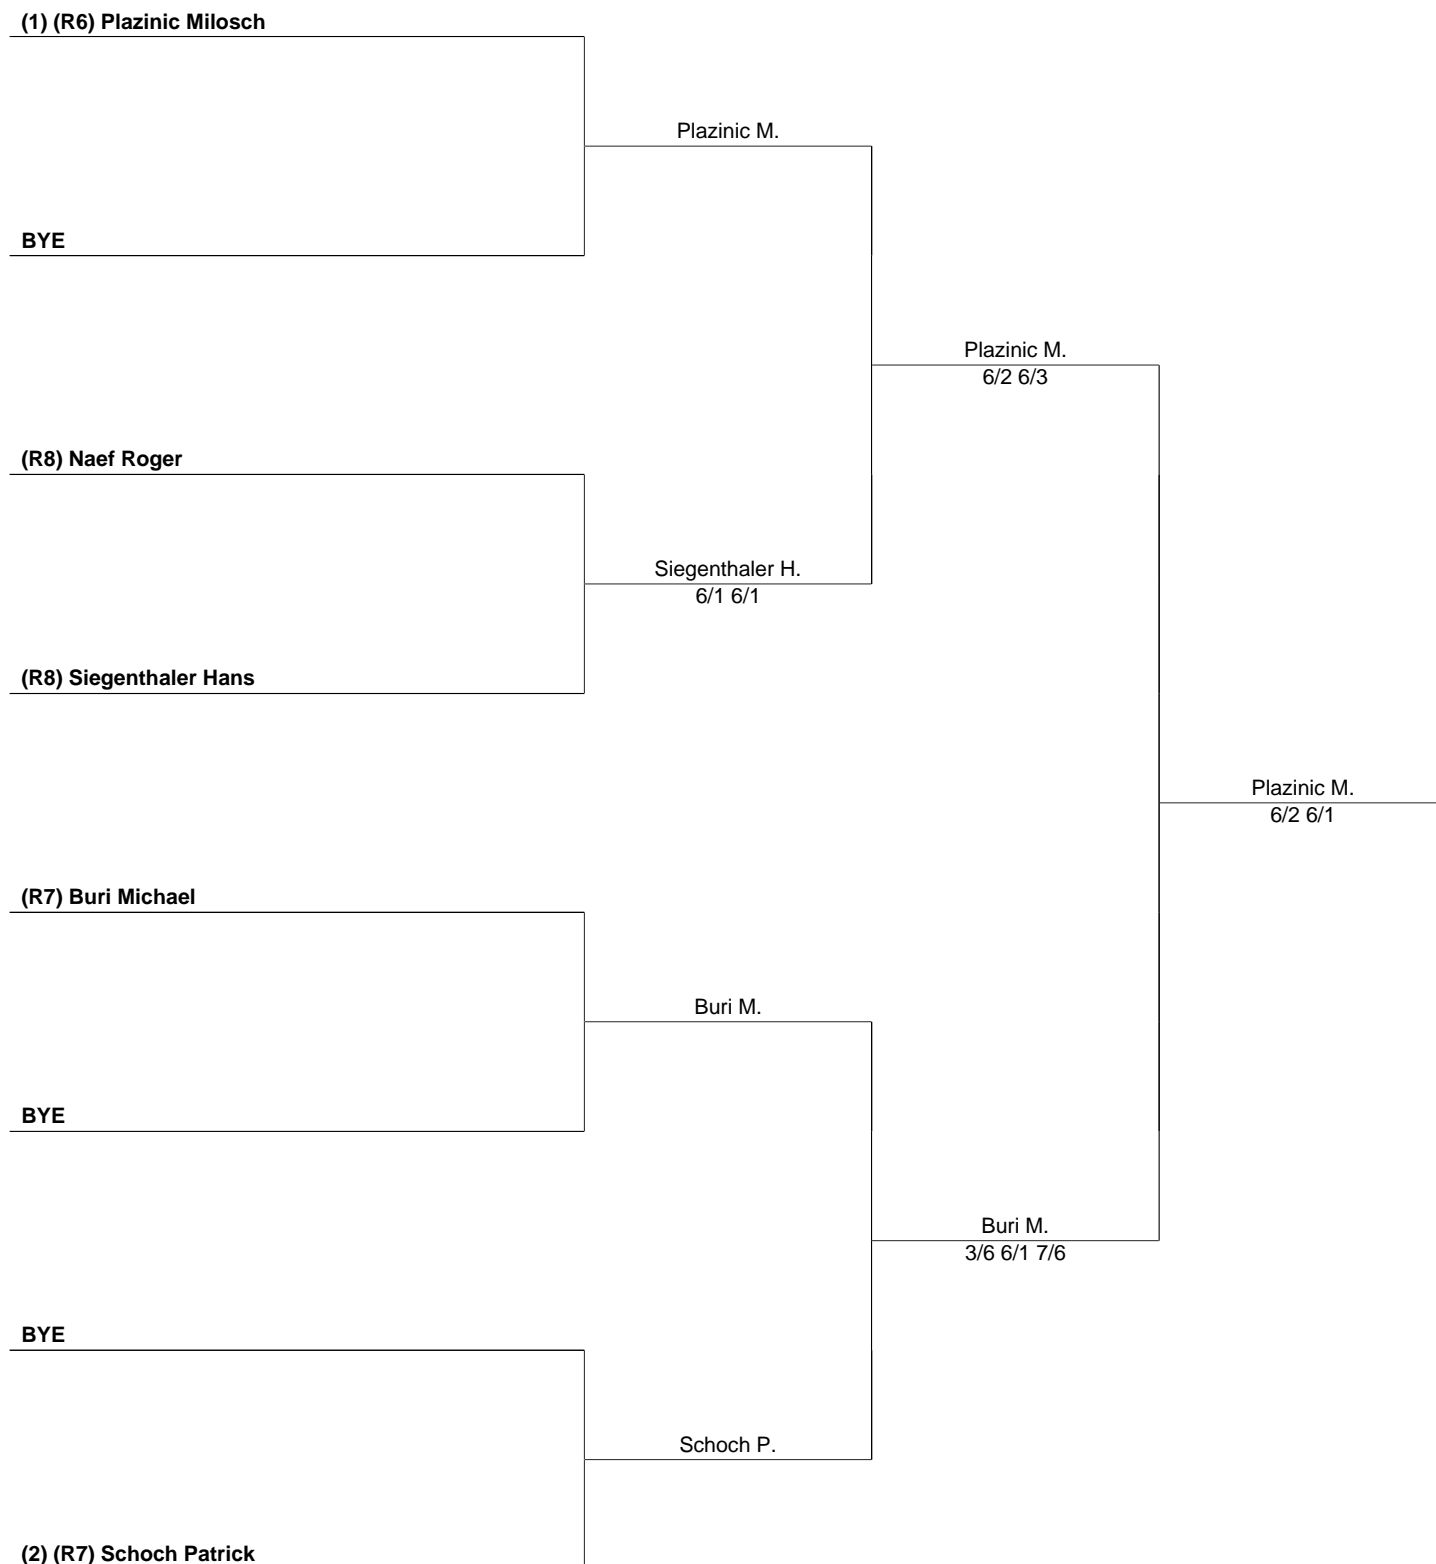 (1) (R6) Plazinic Milosch
Plazinic M.
BYE
Plazinic M.
6/2 6/3
(R8) Naef Roger
Siegenthaler H.
6/1 6/1
(R8) Siegenthaler Hans
Plazinic M.
6/2 6/1
(R7) Buri Michael
Buri M.
BYE
Buri M.
3/6 6/1 7/6
BYE
Schoch P.
(2) (R7) Schoch Patrick